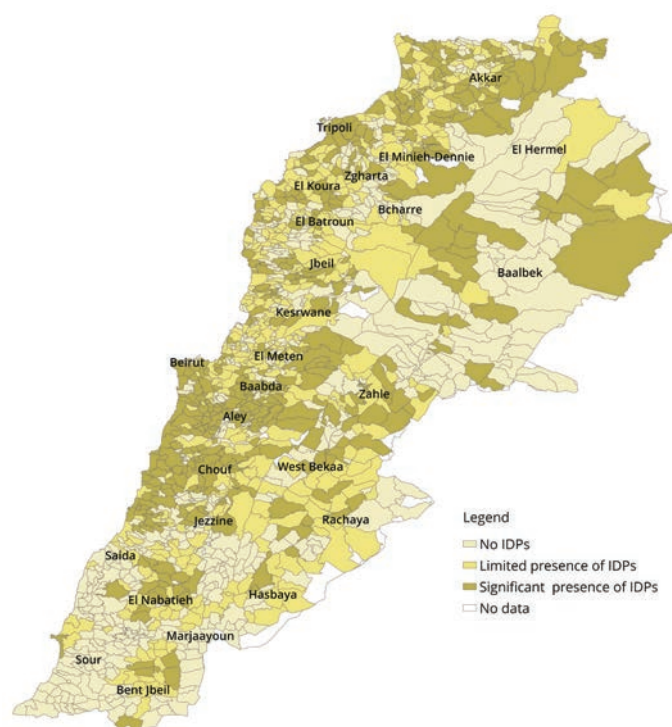 Akkar
Tripoli
El Minieh-Dennie
El Hermel
Zgharta
El Koura
Bcharre
El Batroun
Jbeil
Baalbek
Kesrwane
El Meten
Beirut
Baabda
Zahle
Aley
Chouf
West Bekaa
Jezzine
Rachaya
Saida
El Nabatieh
Hasbaya
Marjaayoun
Sour
Bent Jbeil
Legend
No IDPs
Limited presence of IDPs
Significant presence of IDPs
No data